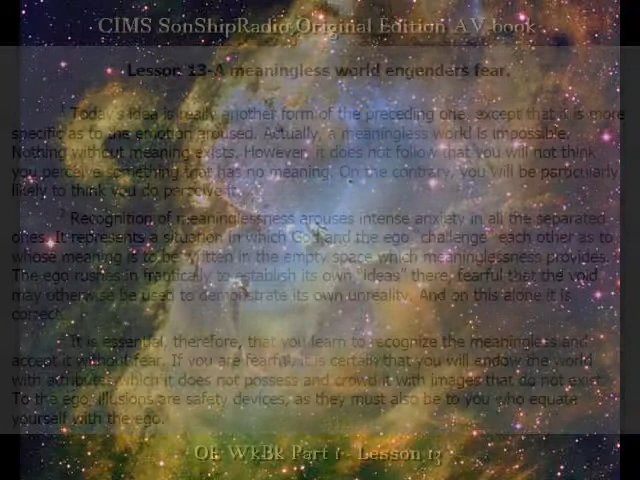 CIMS SonShipRadio Original Edition AV book
Lesson 13-A meaningless world engenders fear.
1 Today's idea is really another form of the preceding one, except that it is more
specific as to the emotion aroused. Actually, a meaningless world is impossible.
Nothing without meaning exists. However, it does not follow that you will not think
you perceive something that has no meaning. On the contrary, you will be particularly
likely to think you do perceive it.
2 Recognition of meaninglessness arouses intense anxiety in all the separated
ones. It represents a situation in which God and the ego "challenge" each other as to
whose meaning is to be written in the empty space which meaninglessness provides.
The ego rushes in frantically to establish its own "ideas" there, fearful that the void
may otherwise be used to demonstrate its own unreality. And on this alone it is
correct.
It is essential, therefore, that you learn to recognize the meaningless and
accept it without fear. If you are fearful, it is certain that you will endow the world
with attributes which it does not possess and crowd it with images that do not exist.
To the ego, illusions are safety devices, as they must also be to you who equate
yourself with the ego.
OE WkBk Part 1 - Lesson 13